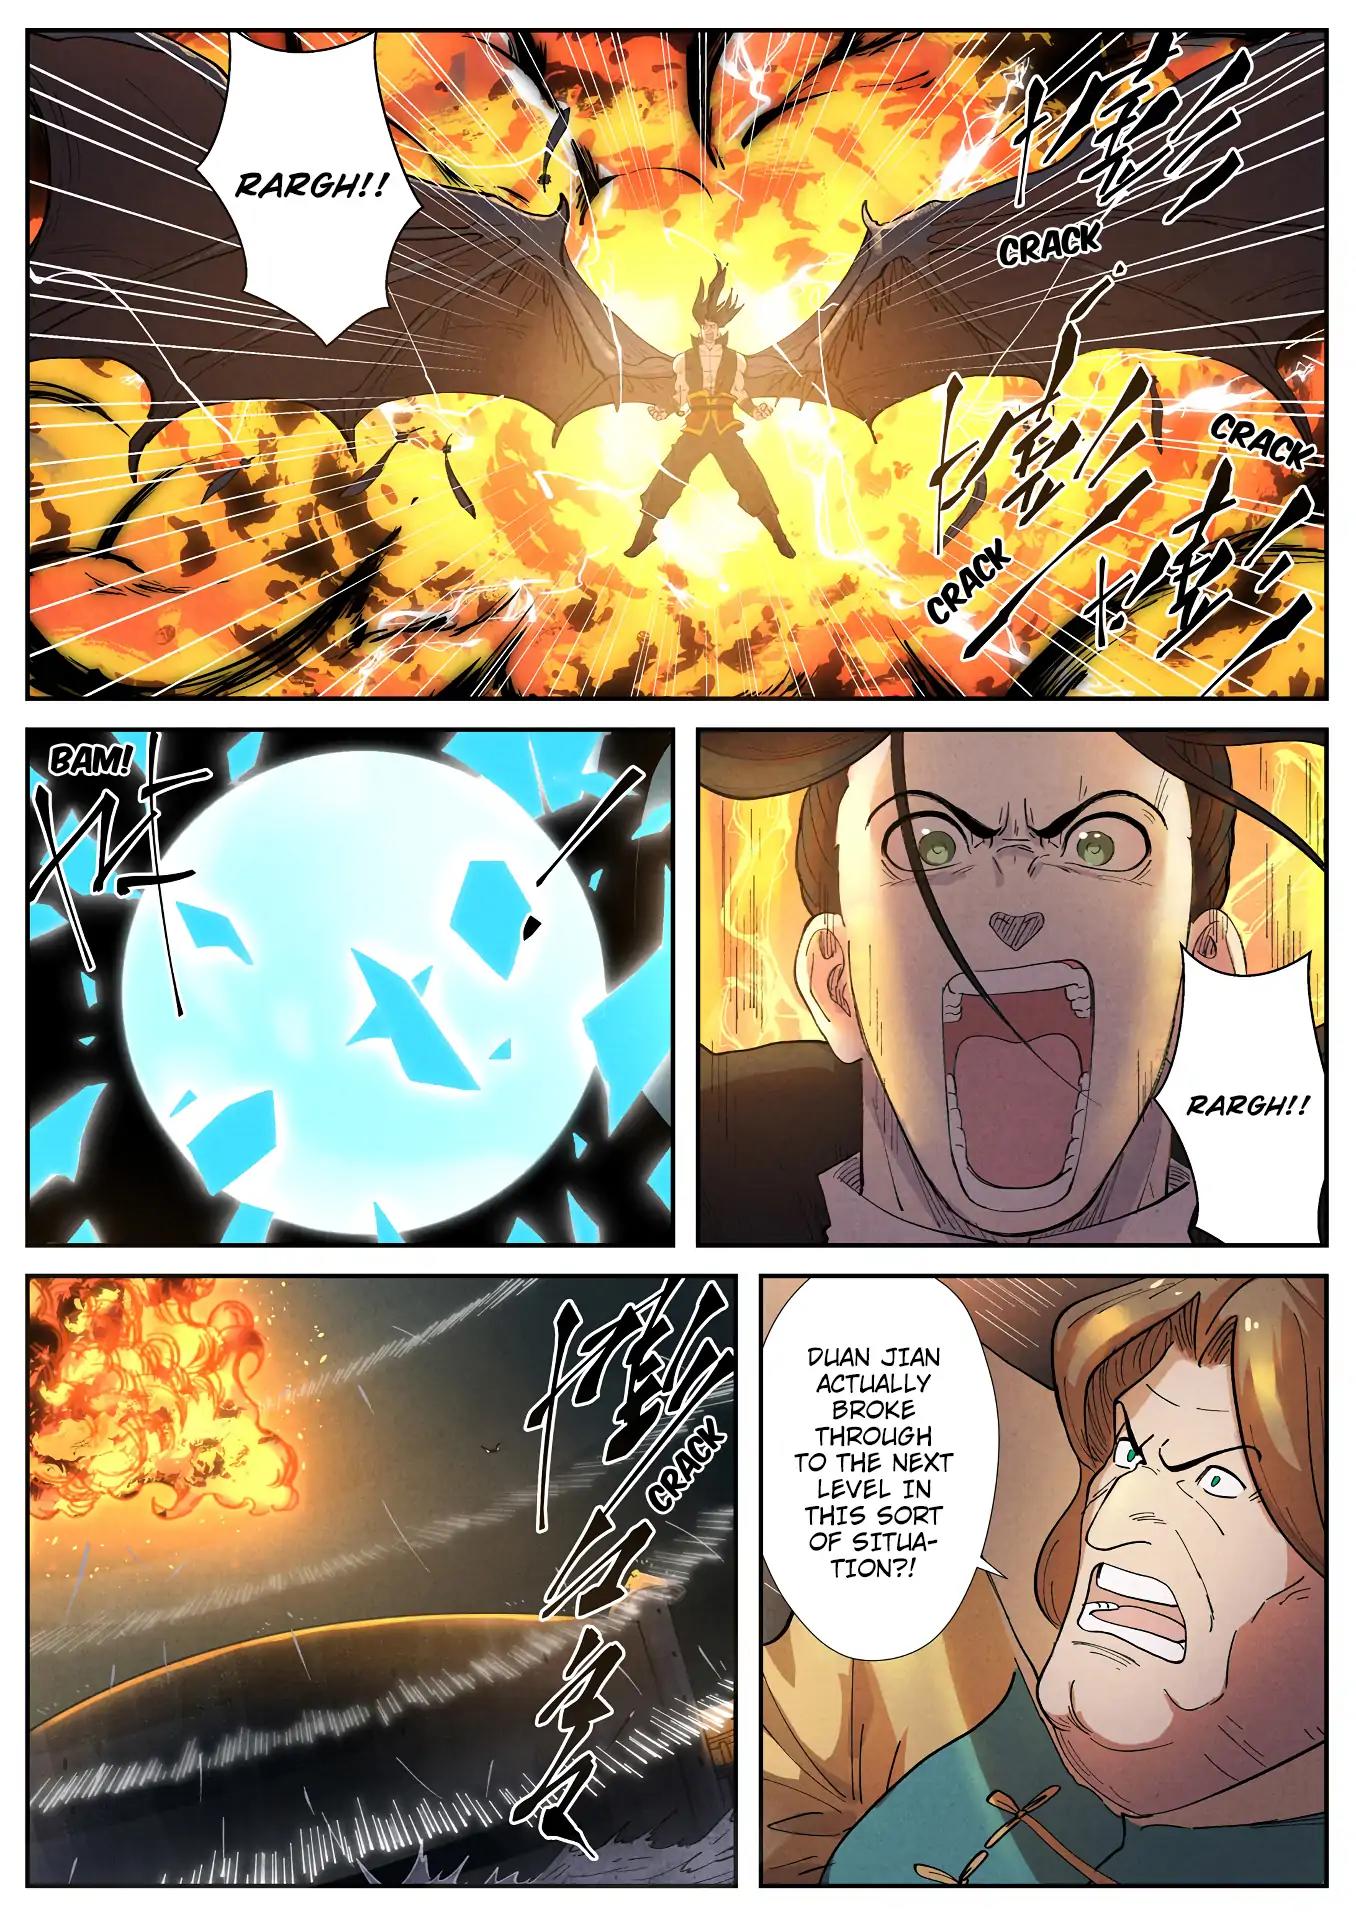 RARGH!!
CRACK
CRACK
CRACK
BAM!
RARGH!!
CRACK
DUAN JIAN
ACTUALLY
BROKE
THROUGH
TO THE NEXT
LEVEL IN
THIS SORT
OF SITUA-
TION?!